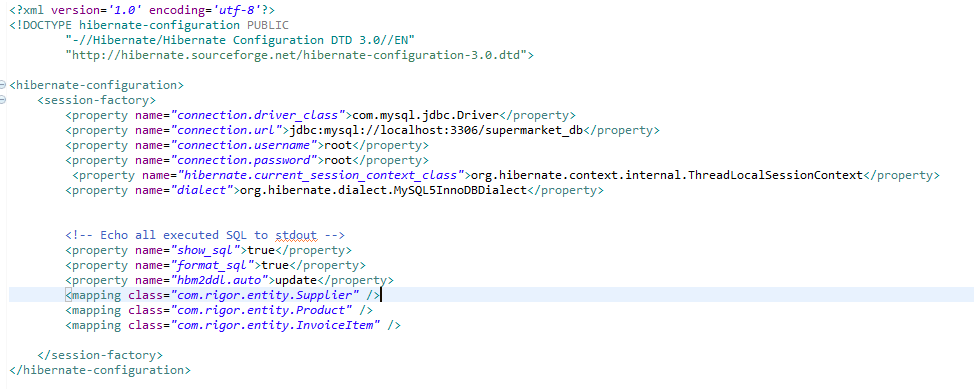 <?xml version='1.0' encoding='utf-8'?>
<!DOCTYPE hibernate-configuration PUBLIC
"-//Hibernate/Hibernate Configuration DTD 3.0//EN"
"http://hibernate.sourceforge.net/hibernate-configuration-3.0.dtd">
<hibernate-configuration>
<session-factory>
<property name="connection.driver_class">com.mysql.jdbc.Driver</property>
<property name="connection.url">jdbc:mysql://localhost:3306/supermarket_db</property>
<property name="connection.username">root</property>
<property name="connection.password">root</property>
<property name="hibernate.current_session_context_class">org.hibernate.context.internal.ThreadLocalSessionContext</property>
<property name="dialect">org.hibernate.dialect.MySQL5InnoDBDialect</property>
<!-- Echo all executed SQL to stdout -->
<property name="show_sql">true</property>
<property name="format_sql">true</property>
<property name="hbm2ddl.auto">update</property>
<mapping class="com.rigor.entity.Supplier" />
<mapping class="com.rigor.entity.Product" />
<mapping class="com.rigor.entity.InvoiceItem" />
</session-factory>
</hibernate-configuration>